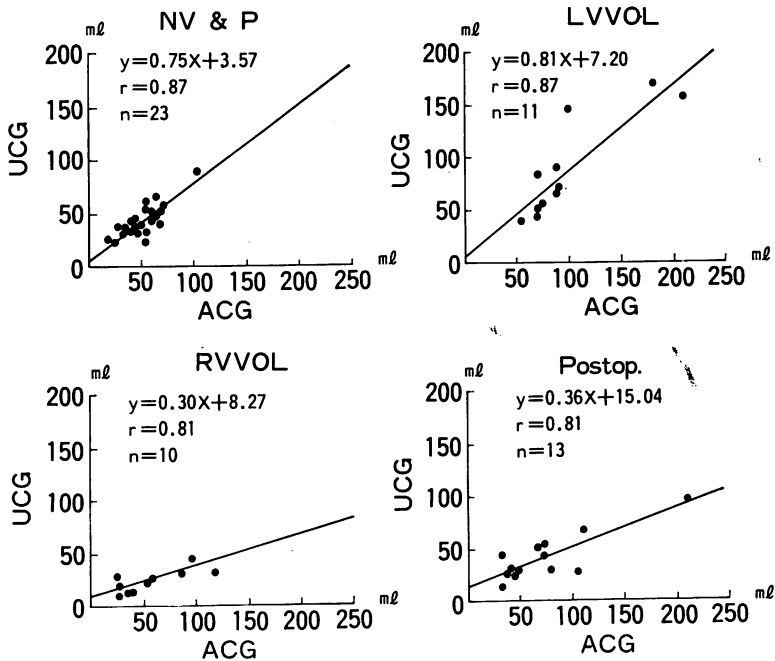 NV & P
mℓ
200
150
100
50
0
UCG
y=0.75X+3.57
r=0.87
n=23
50 100 150 200 250
mℓ
ACG
LVVOL
mℓ
200
150
100
50
0
UCG
y=0.81X+7.20
r=0.87
n=11
50 100 150 200 250
mℓ
ACG
RVVOL
mℓ
200
150
100
50
0
UCG
y=0.30X+8.27
r=0.81
n=10
50 100 150 200 250
mℓ
ACG
Postop.
mℓ
200
150
100
50
0
UCG
y=0.36X+15.04
r=0.81
n=13
50 100 150 200 250
mℓ
ACG